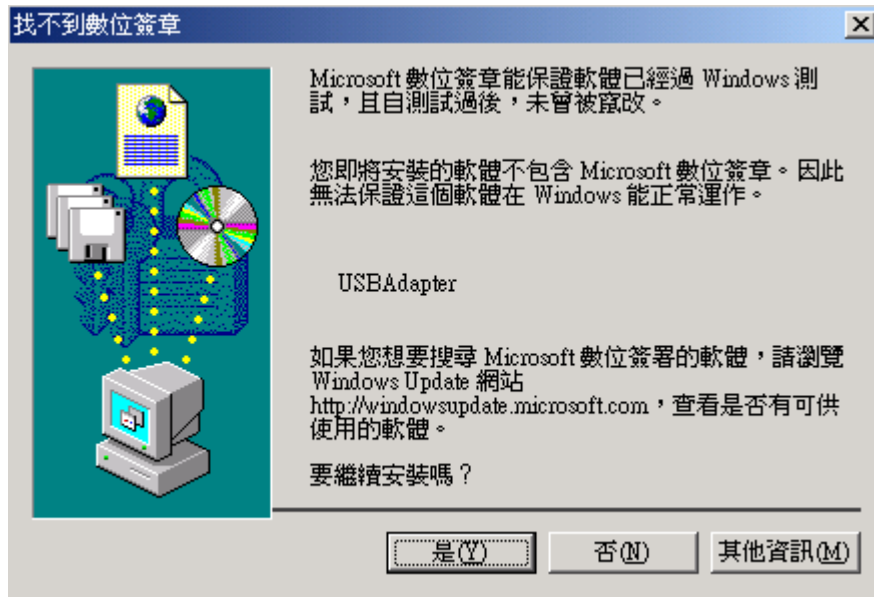 找不到數位簽章
Microsoft 數位簽章能保證軟體已經過 Windows 測
試，且自測試過後，未曾被竄改。
您即將安裝的軟體不包含 Microsoft 數位簽章。因此
無法保證這個軟體在 Windows 能正常運作。
USBAdapter
如果您想要搜尋 Microsoft 數位簽署的軟體，請瀏覽
Windows Update 網站
http://windowsupdate.microsoft.com，查看是否有可供
使用的軟體。
要繼續安裝嗎？
是(Y)
否(N)
其他資訊(M)